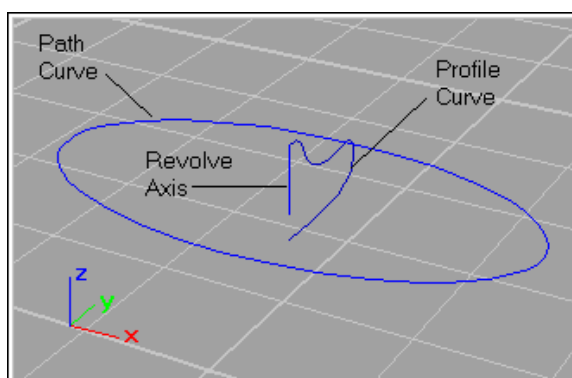 Path
Curve
Profile
Curve
Revolve
Axis
z
y
x